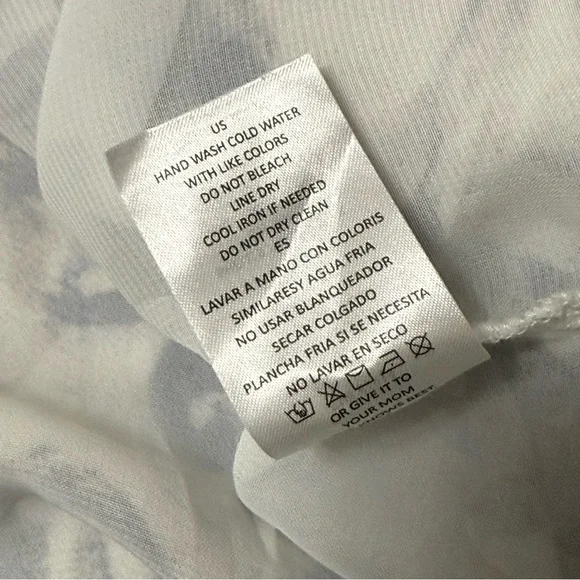 US
HAND WASH COLD WATER
WITH LIKE COLORS
DO NOT BLEACH
LINE DRY
COOL IRON IF NEEDED
DO NOT DRY CLEAN
ES
LAVAR A MANO CON COLORIS
SIMILARESY AGUA FRIA
NO USAR BLANQUEADOR
SECAR COLGADO
PLANCHA FRIA SI SE NECESITA
NO LAVAR EN SECO
OR GIVE IT TO
YOUR MOM
KNOWS BEST